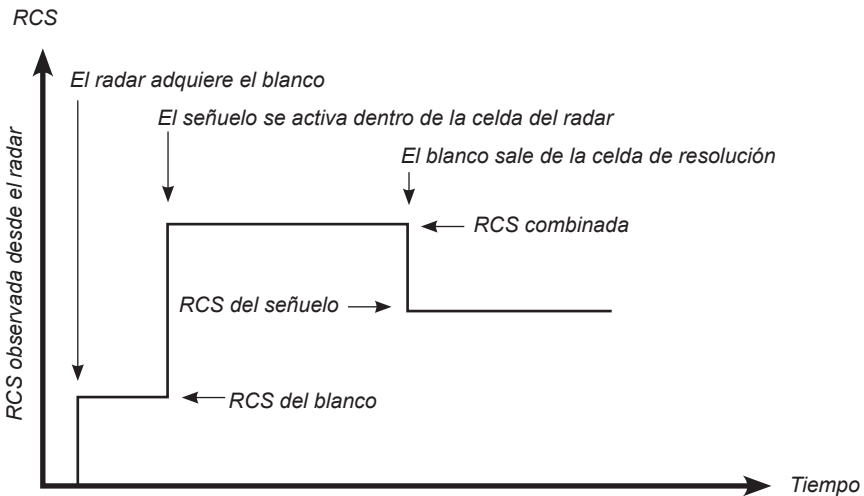 RCS
El radar adquiere el blanco
El señuelo se activa dentro de la celda del radar
El blanco sale de la celda de resolución
RCS combinada
RCS del señuelo
RCS del blanco
RCS observada desde el radar
Tiempo